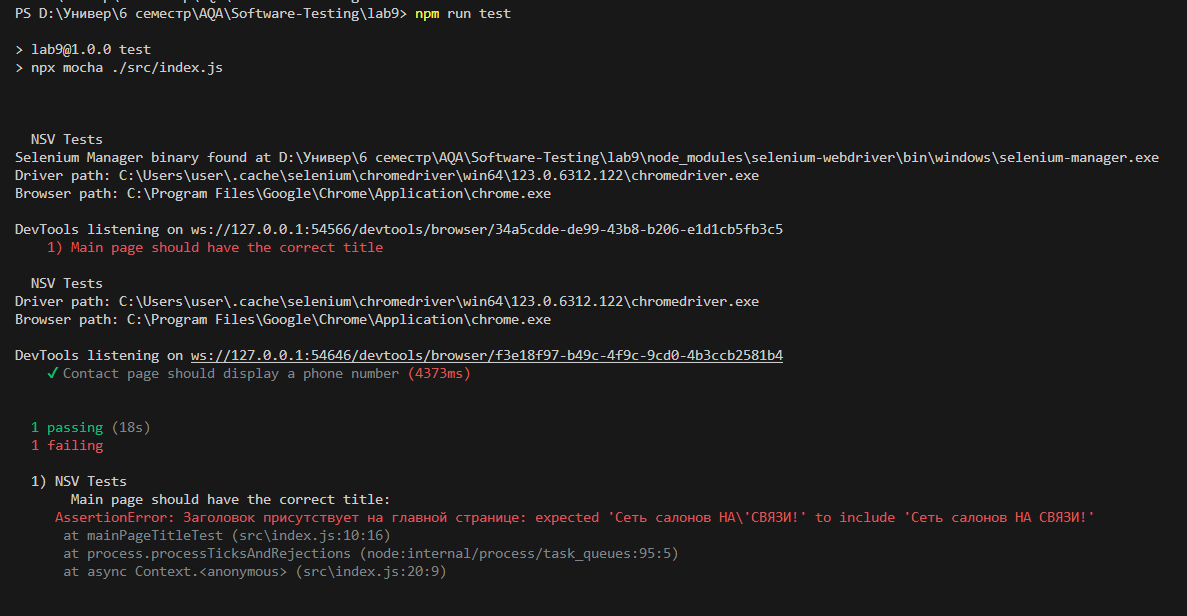 PS D:\Универ\6 семестр\AQA\Software-Testing\lab9> npm run test
> lab9@1.0.0 test
> npx mocha ./src/index.js
NSV Tests
Selenium Manager binary found at D:\Универ\6 семестр\AQA\Software-Testing\lab9\node_modules\selenium-webdriver\bin\windows\selenium-manager.exe
Driver path: C:\Users\user\.cache\selenium\chromedriver\win64\123.0.6312.122\chromedriver.exe
Browser path: C:\Program Files\Google\Chrome\Application\chrome.exe
DevTools listening on ws://127.0.0.1:54566/devtools/browser/34a5cdde-de99-43b8-b206-e1d1cb5fb3c5
1) Main page should have the correct title
NSV Tests
Driver path: C:\Users\user\.cache\selenium\chromedriver\win64\123.0.6312.122\chromedriver.exe
Browser path: C:\Program Files\Google\Chrome\Application\chrome.exe
DevTools listening on ws://127.0.0.1:54646/devtools/browser/f3e18f97-b49c-4f9c-9cd0-4b3ccb2581b4
✓ Contact page should display a phone number (4373ms)
1 passing (18s)
1 failing
1) NSV Tests
Main page should have the correct title:
AssertionError: Заголовок присутствует на главной странице: expected 'Сеть салонов НА\'СВЯЗИ!' to include 'Сеть салонов НА СВЯЗИ!'
at mainPageTitleTest (src\index.js:10:16)
at process.processTicksAndRejections (node:internal/process/task_queues:95:5)
at async Context.<anonymous> (src\index.js:20:9)